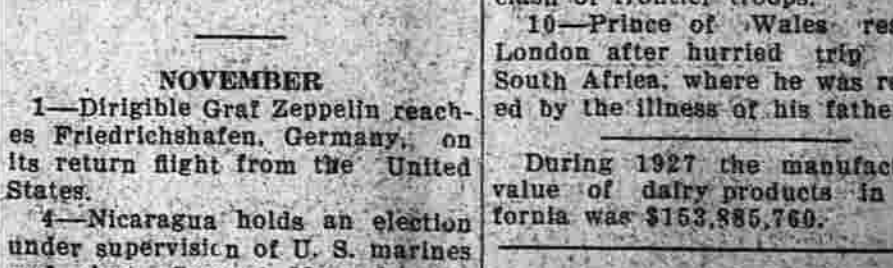 NOVEMBER
1—Dirigible Graf Zeppelin reach-
es Friedrichshafen, Germany, on
its return flight from the United
States.
4—Nicaragua holds an election
under supervision of U. S. marines
10—Prince of Wales re
London after hurried trip
South Africa, where he was
ed by the illness of his fathe
During 1927 the manufac
value of dairy products in
fornia was $153,885,760.